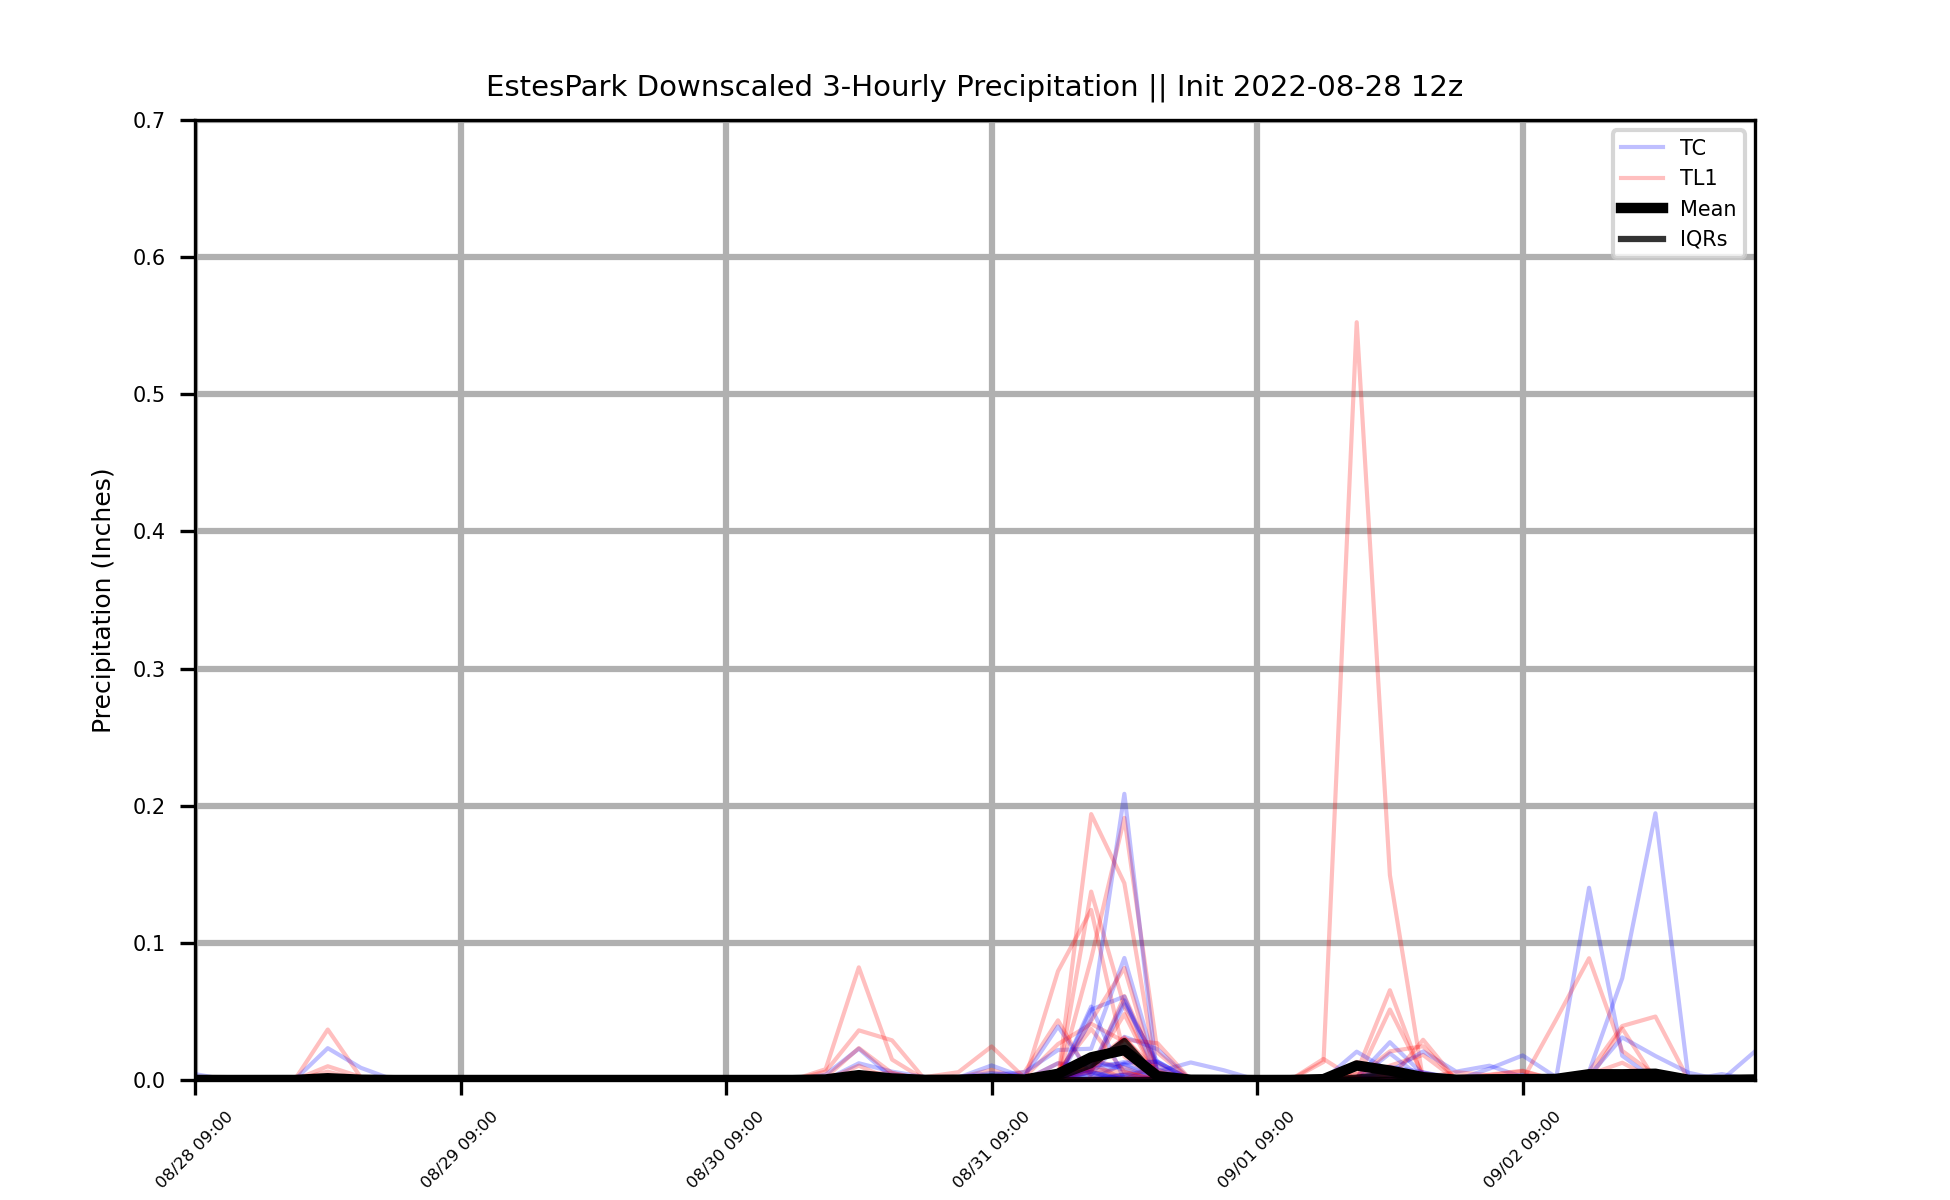 EstesPark Downscaled 3-Hourly Precipitation || Init 2022-08-28 12z
TC
TL1
Mean
IQRs
Precipitation (Inches)
0.7
0.6
0.5
0.4
0.3
0.2
0.1
0.0
08/28 09:00
08/29 09:00
08/30 09:00
08/31 09:00
09/01 09:00
09/02 09:00